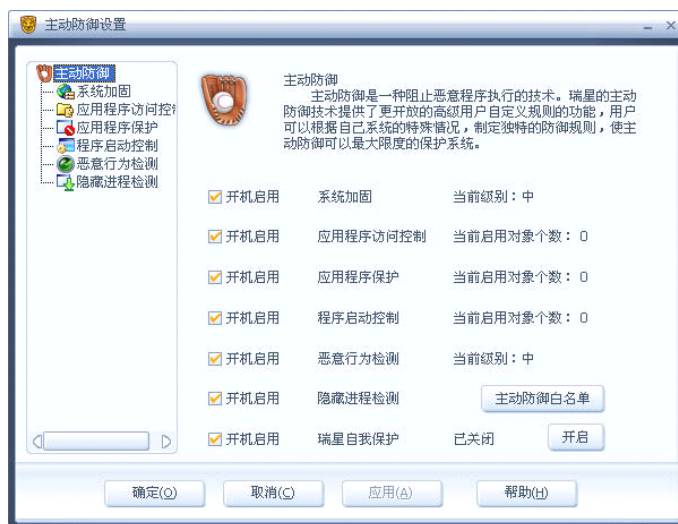 主动防御设置
主动防御
系统加固
应用程序访问控
应用程序保护
程序启动控制
恶意行为检测
隐藏进程检测
主动防御
主动防御是一种阻止恶意程序执行的技术。瑞星的主动
防御技术提供了更开放的高级用户自定义规则的功能，用户
可以根据自己系统的特殊情况，制定独特的防御规则，使主
动防御可以最大限度的保护系统。
开机启用 系统加固 当前级别：中
开机启用 应用程序访问控制 当前启用对象个数： 0
开机启用 应用程序保护 当前启用对象个数： 0
开机启用 程序启动控制 当前启用对象个数： 0
开机启用 恶意行为检测 当前级别：中
开机启用 隐藏进程检测 主动防御白名单
开机启用 瑞星自我保护 已关闭 开启
确定(O) 取消(C) 应用(A) 帮助(H)